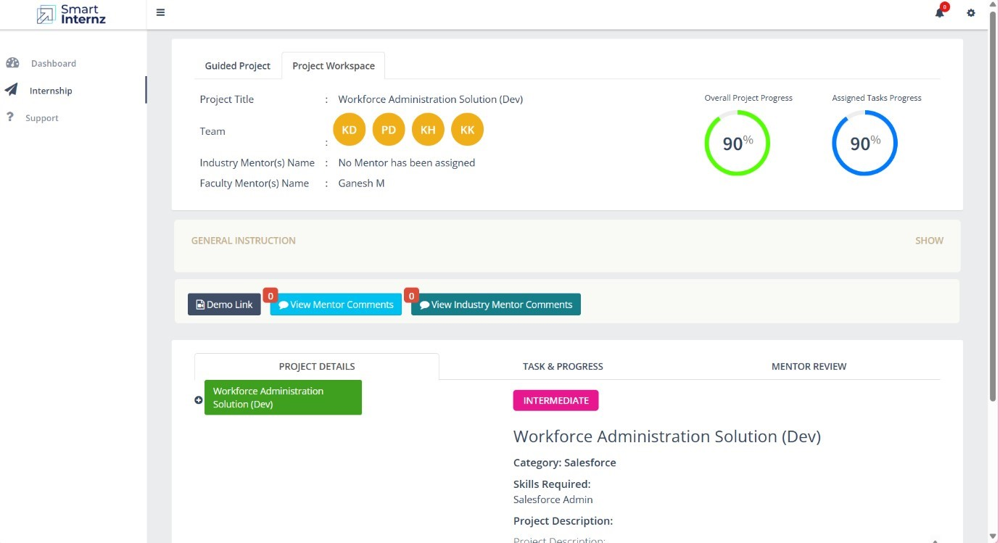 Smart
Internz
0
Dashboard
Internship
? Support
Guided Project
Project Workspace
Project Title : Workforce Administration Solution (Dev)
Team : KD PD KH KK
Industry Mentor(s) Name : No Mentor has been assigned
Faculty Mentor(s) Name : Ganesh M
Overall Project Progress
90%
Assigned Tasks Progress
90%
GENERAL INSTRUCTION
SHOW
Demo Link
0
View Mentor Comments
0
View Industry Mentor Comments
PROJECT DETAILS
TASK & PROGRESS
MENTOR REVIEW
Workforce Administration
Solution (Dev)
INTERMEDIATE
Workforce Administration Solution (Dev)
Category: Salesforce
Skills Required:
Salesforce Admin
Project Description:
Project Description: